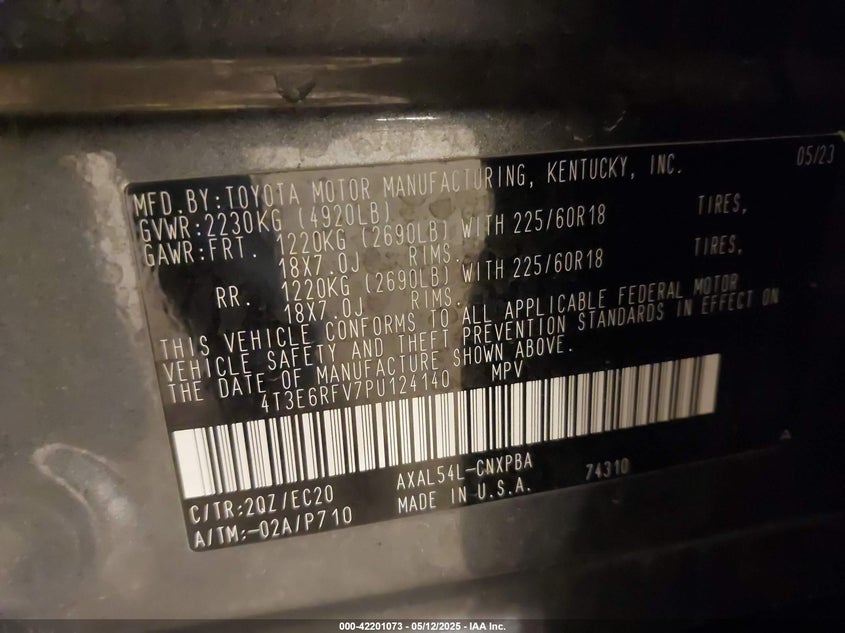 05/23
MFD.BY:TOYOTA MOTOR MANUFACTURING, KENTUCKY, INC.
GVWR:2230KG (4920LB)
GAWR:FRT. 1220KG (2690LB) WITH 225/60R18 TIRES,
18X7.0J RIMS.
RR. 1220KG (2690LB) WITH 225/60R18 TIRES,
18X7.0J RIMS.
THIS VEHICLE CONFORMS TO ALL APPLICABLE FEDERAL MOTOR
VEHICLE SAFETY AND THEFT PREVENTION STANDARDS IN EFFECT ON
THE DATE OF MANUFACTURE SHOWN ABOVE.
4T3E6RFV7PU124140 MPV
C/TR:2QZ/EC20 AXAL54L-CNXPBA 74310
A/TM:-02A/P710 MADE IN U.S.A.
000-42201073 - 05/12/2025 - IAA Inc.